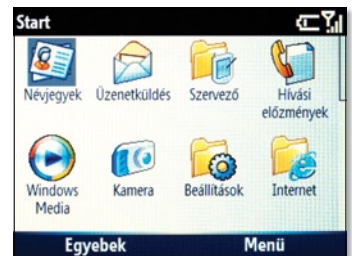 Start
Névjegyek Üzenetküldés Szervező Hívási előzmények
Windows Media Kamera Beállítások Internet
Egyebek Menü